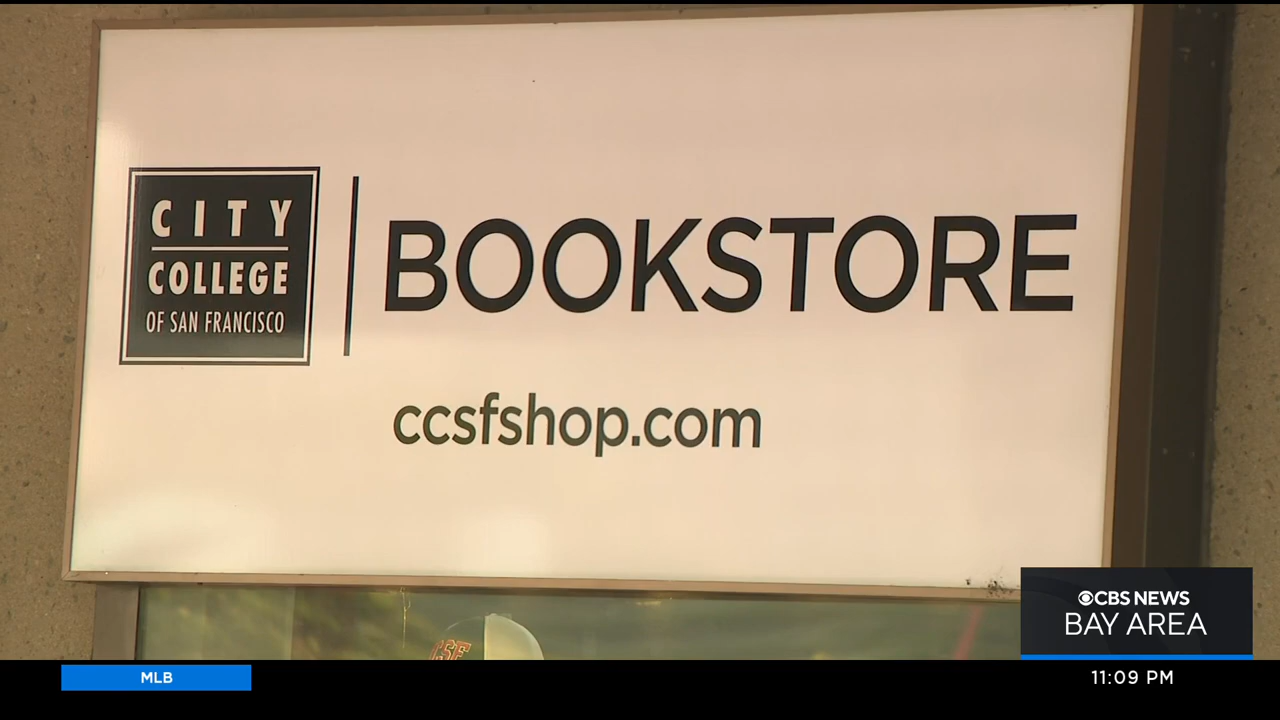 CITY
COLLEGE
OF SAN FRANCISCO
BOOKSTORE
ccsfshop.com
CBS NEWS
BAY AREA
MLB
11:09 PM